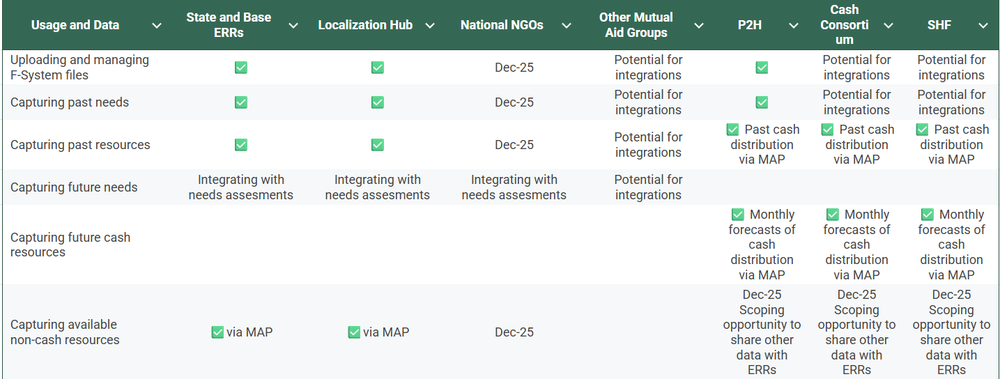 Usage and Data
State and Base
ERRs
Localization Hub
National NGOs
Other Mutual
Aid Groups
P2H
Cash
Consorti
um
SHF
Uploading and managing
F-System files
✅
✅
Dec-25
Potential for
integrations
✅
Potential for
integrations
Potential for
integrations
Capturing past needs
✅
✅
Dec-25
Potential for
integrations
✅
Potential for
integrations
Potential for
integrations
Capturing past resources
✅
✅
Dec-25
Potential for
integrations
✅ Past cash
distribution
via MAP
✅ Past cash
distribution
via MAP
✅ Past cash
distribution
via MAP
Capturing future needs
Integrating with
needs assesments
Integrating with
needs assesments
Integrating with
needs assesments
Potential for
integrations
Capturing future cash
resources
✅ Monthly
forecasts of
cash
distribution
via MAP
✅ Monthly
forecasts of
cash
distribution
via MAP
✅ Monthly
forecasts of
cash
distribution
via MAP
Capturing available
non-cash resources
✅ via MAP
✅ via MAP
Dec-25
Dec-25
Scoping
opportunity to
share other
data with
ERRs
Dec-25
Scoping
opportunity to
share other
data with
ERRs
Dec-25
Scoping
opportunity to
share other
data with
ERRs